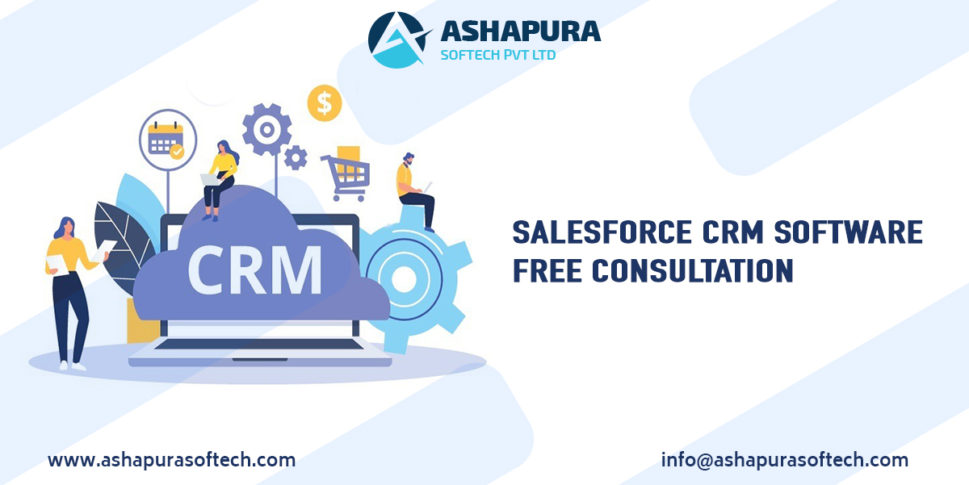 ASHAPURA
SOFTECH PVT LTD
$
CRM
SALESFORCE CRM SOFTWARE
FREE CONSULTATION
www.ashapurasoftech.com
info@ashapurasoftech.com